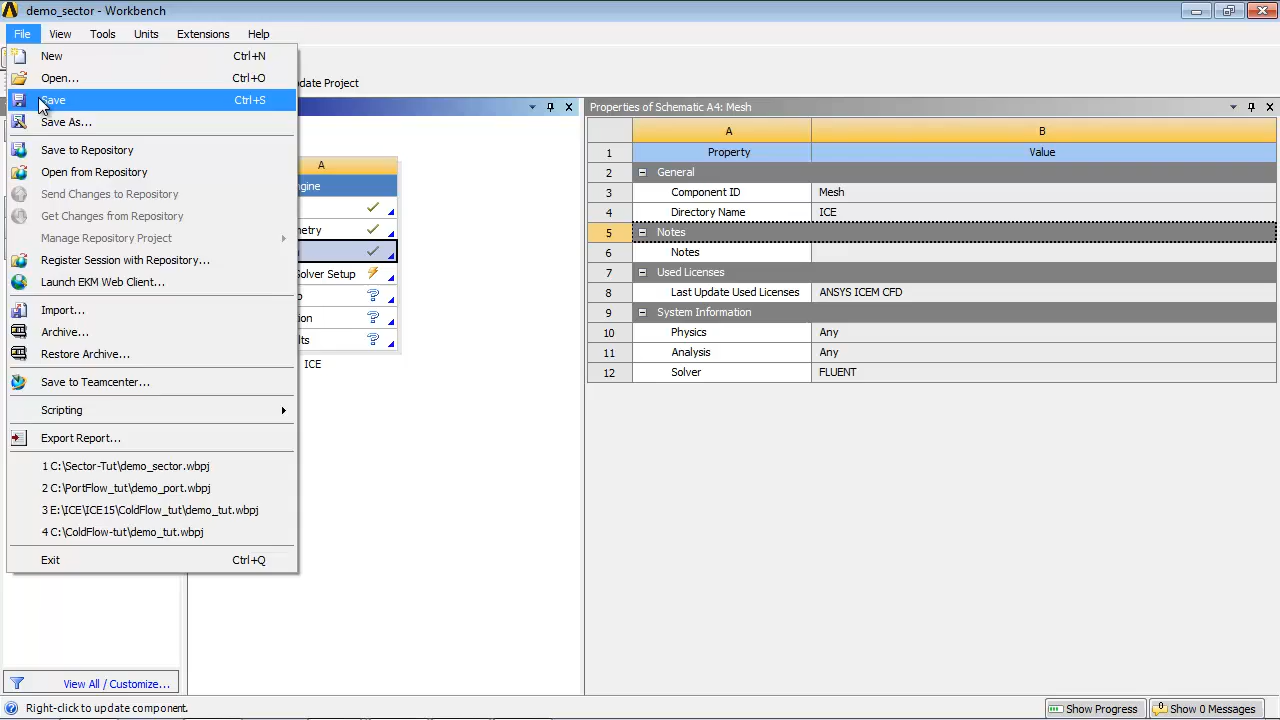 demo_sector - Workbench
File View Tools Units Extensions Help
New Ctrl+N
Open... Ctrl+O
Save Ctrl+S
Save As...
Save to Repository
Open from Repository
Send Changes to Repository
Get Changes from Repository
Manage Repository Project
Register Session with Repository...
Launch EKM Web Client...
Import...
Archive...
Restore Archive...
Save to Teamcenter...
Scripting
Export Report...
1 C:\Sector-Tut\demo_sector.wbpj
2 C:\PortFlow_tut\demo_port.wbpj
3 E:\ICE\ICE15\ColdFlow_tut\demo_tut.wbpj
4 C:\ColdFlow-tut\demo_tut.wbpj
Exit Ctrl+Q
View All / Customize...
Project
A
Solver Setup
ICE
Properties of Schematic A4: Mesh
A B
1 Property Value
2 General
3 Component ID Mesh
4 Directory Name ICE
5 Notes
6 Notes
7 Used Licenses
8 Last Update Used Licenses ANSYS ICEM CFD
9 System Information
10 Physics Any
11 Analysis Any
12 Solver FLUENT
Right-click to update component.
Show Progress
Show 0 Messages